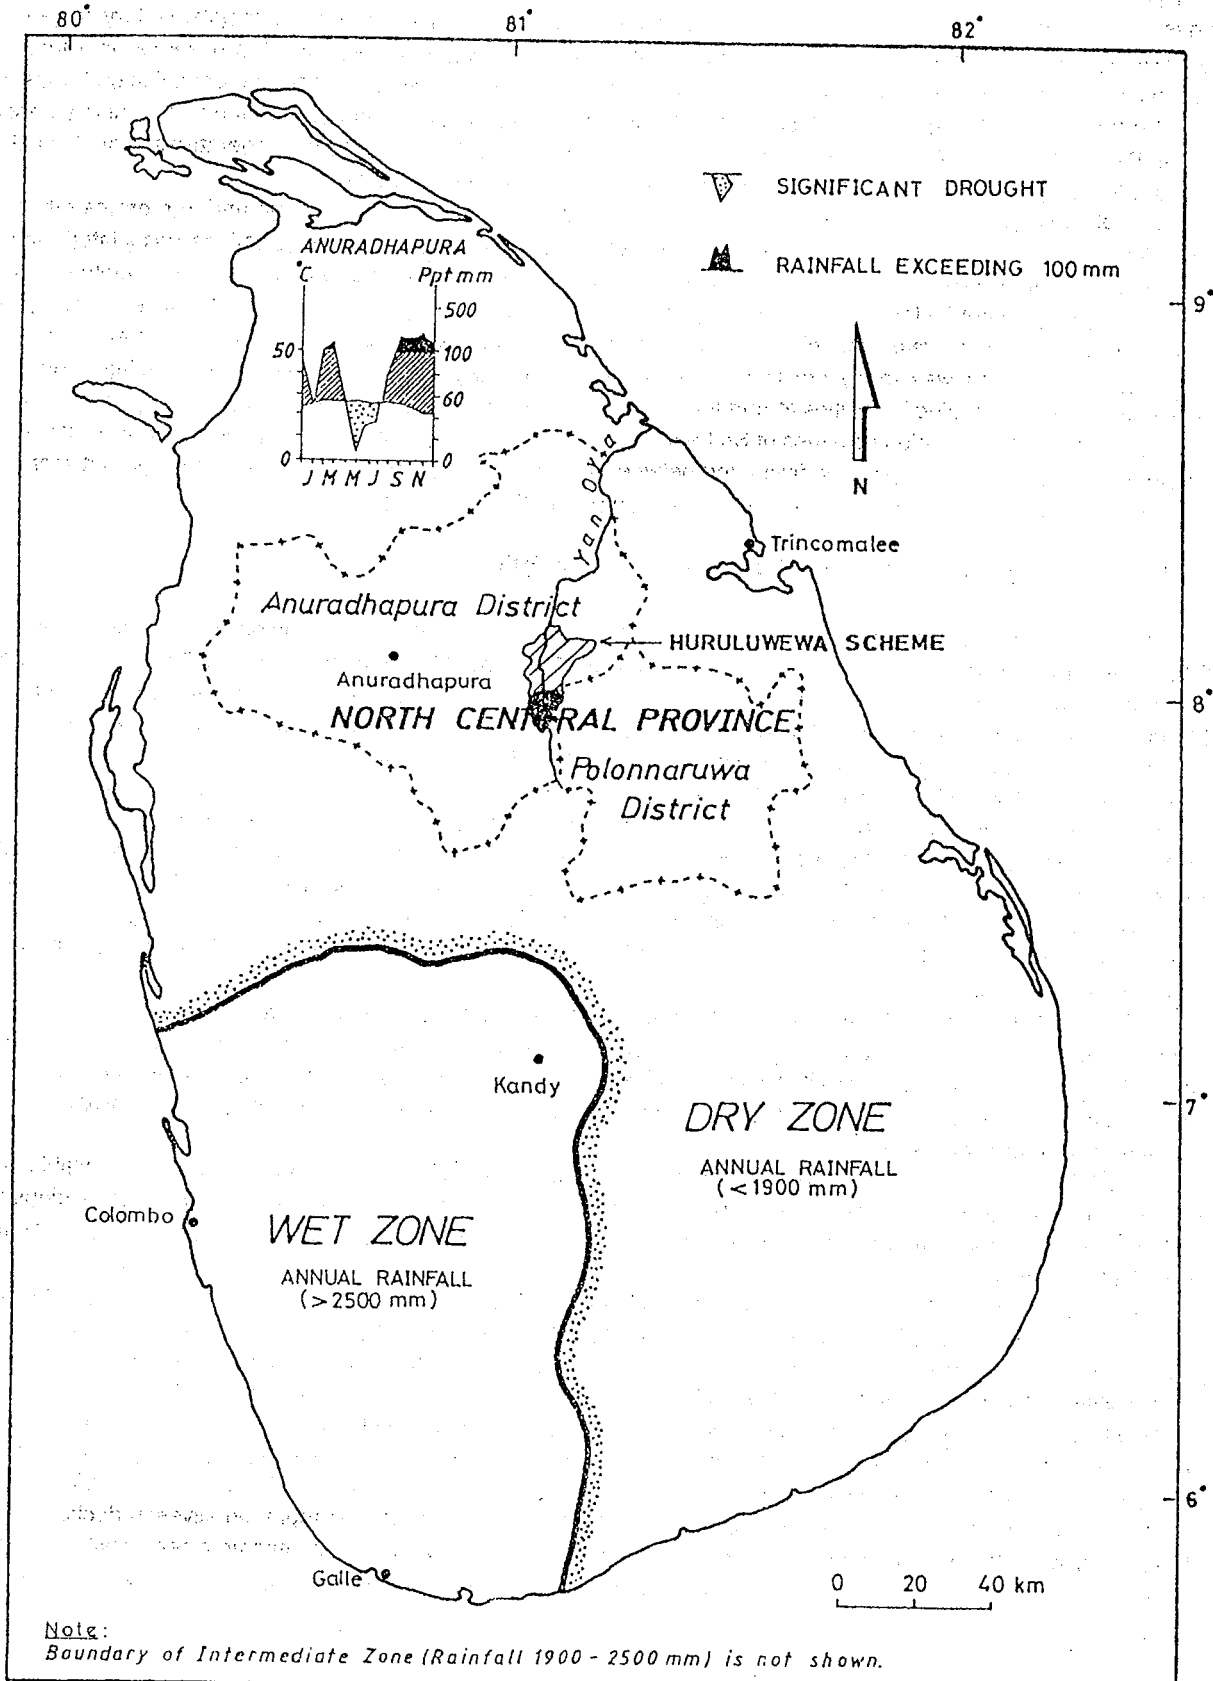 80° 81° 82°
SIGNIFICANT DROUGHT
RAINFALL EXCEEDING 100 mm
ANURADHAPURA
°C Ppt mm
500
50 100
60
0 0
J M M J S N
9°
N
Yan Oya
Trincomalee
Anuradhapura District
HURULUWEWA SCHEME
Anuradhapura
8°
NORTH CENTRAL PROVINCE
Polonnaruwa
District
Kandy
7°
DRY ZONE
ANNUAL RAINFALL
(<1900 mm)
Colombo
WET ZONE
ANNUAL RAINFALL
(>2500 mm)
6°
Galle
0 20 40 km
Note:
Boundary of Intermediate Zone (Rainfall 1900 - 2500 mm) is not shown.